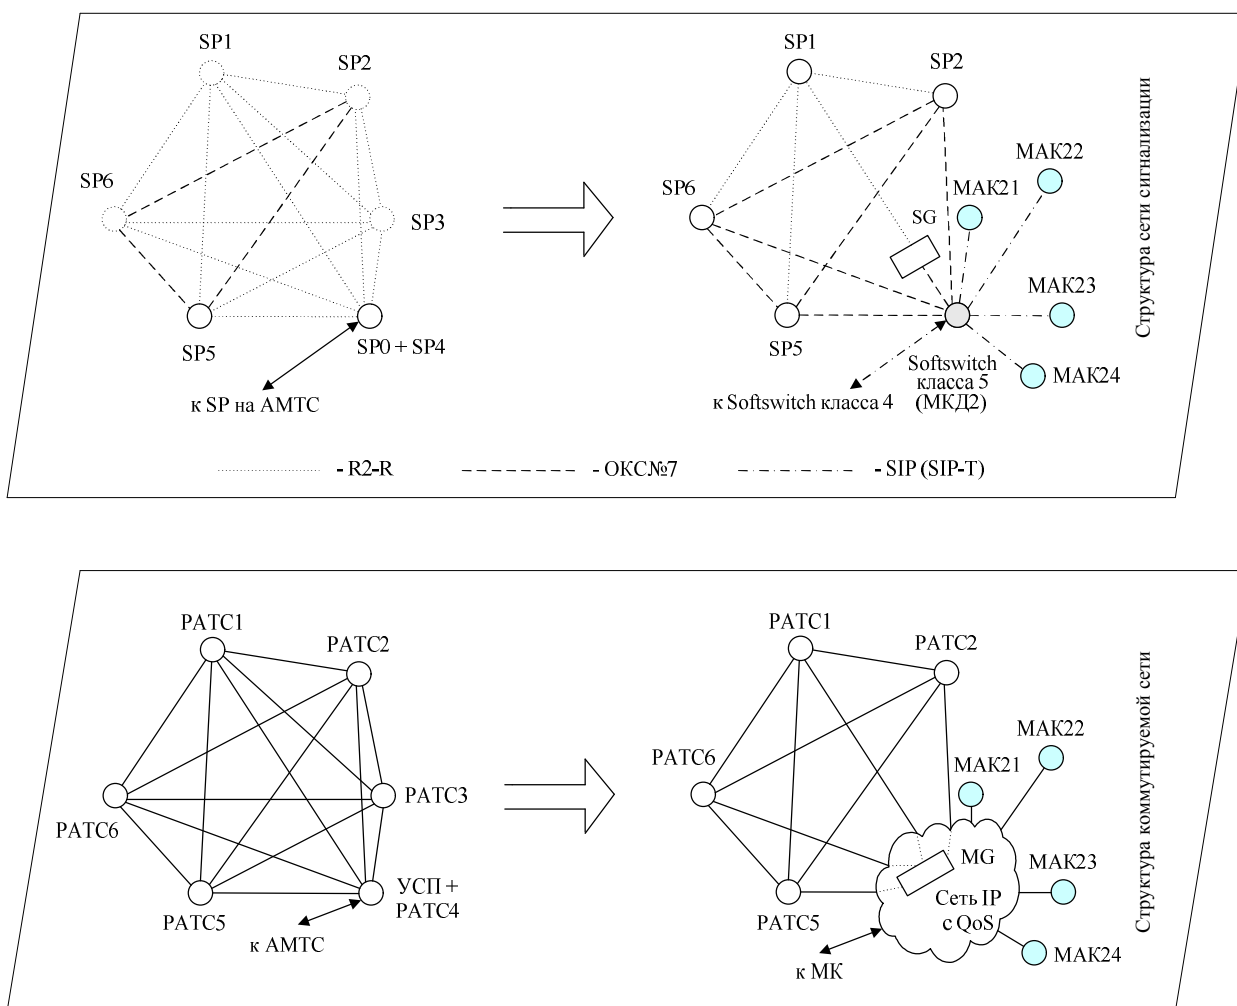 SP1
SP2
SP6
SP3
SP5
SP0 + SP4
к SP на АМТС
SP1
SP2
МАК22
МАК21
SP6
SG
МАК23
SP5
Softswitch
класса 5
(МКД2)
МАК24
к Softswitch класса 4
Структура сети сигнализации
- R2-R
- ОКС№7
- SIP (SIP-T)
РАТС1
РАТС2
РАТС3
РАТС6
УСП +
РАТС4
РАТС5
к АМТС
РАТС1
РАТС2
МАК22
РАТС6
МАК21
MG
МАК23
Сеть IP
с QoS
РАТС5
МАК24
к МК
Структура коммутируемой сети